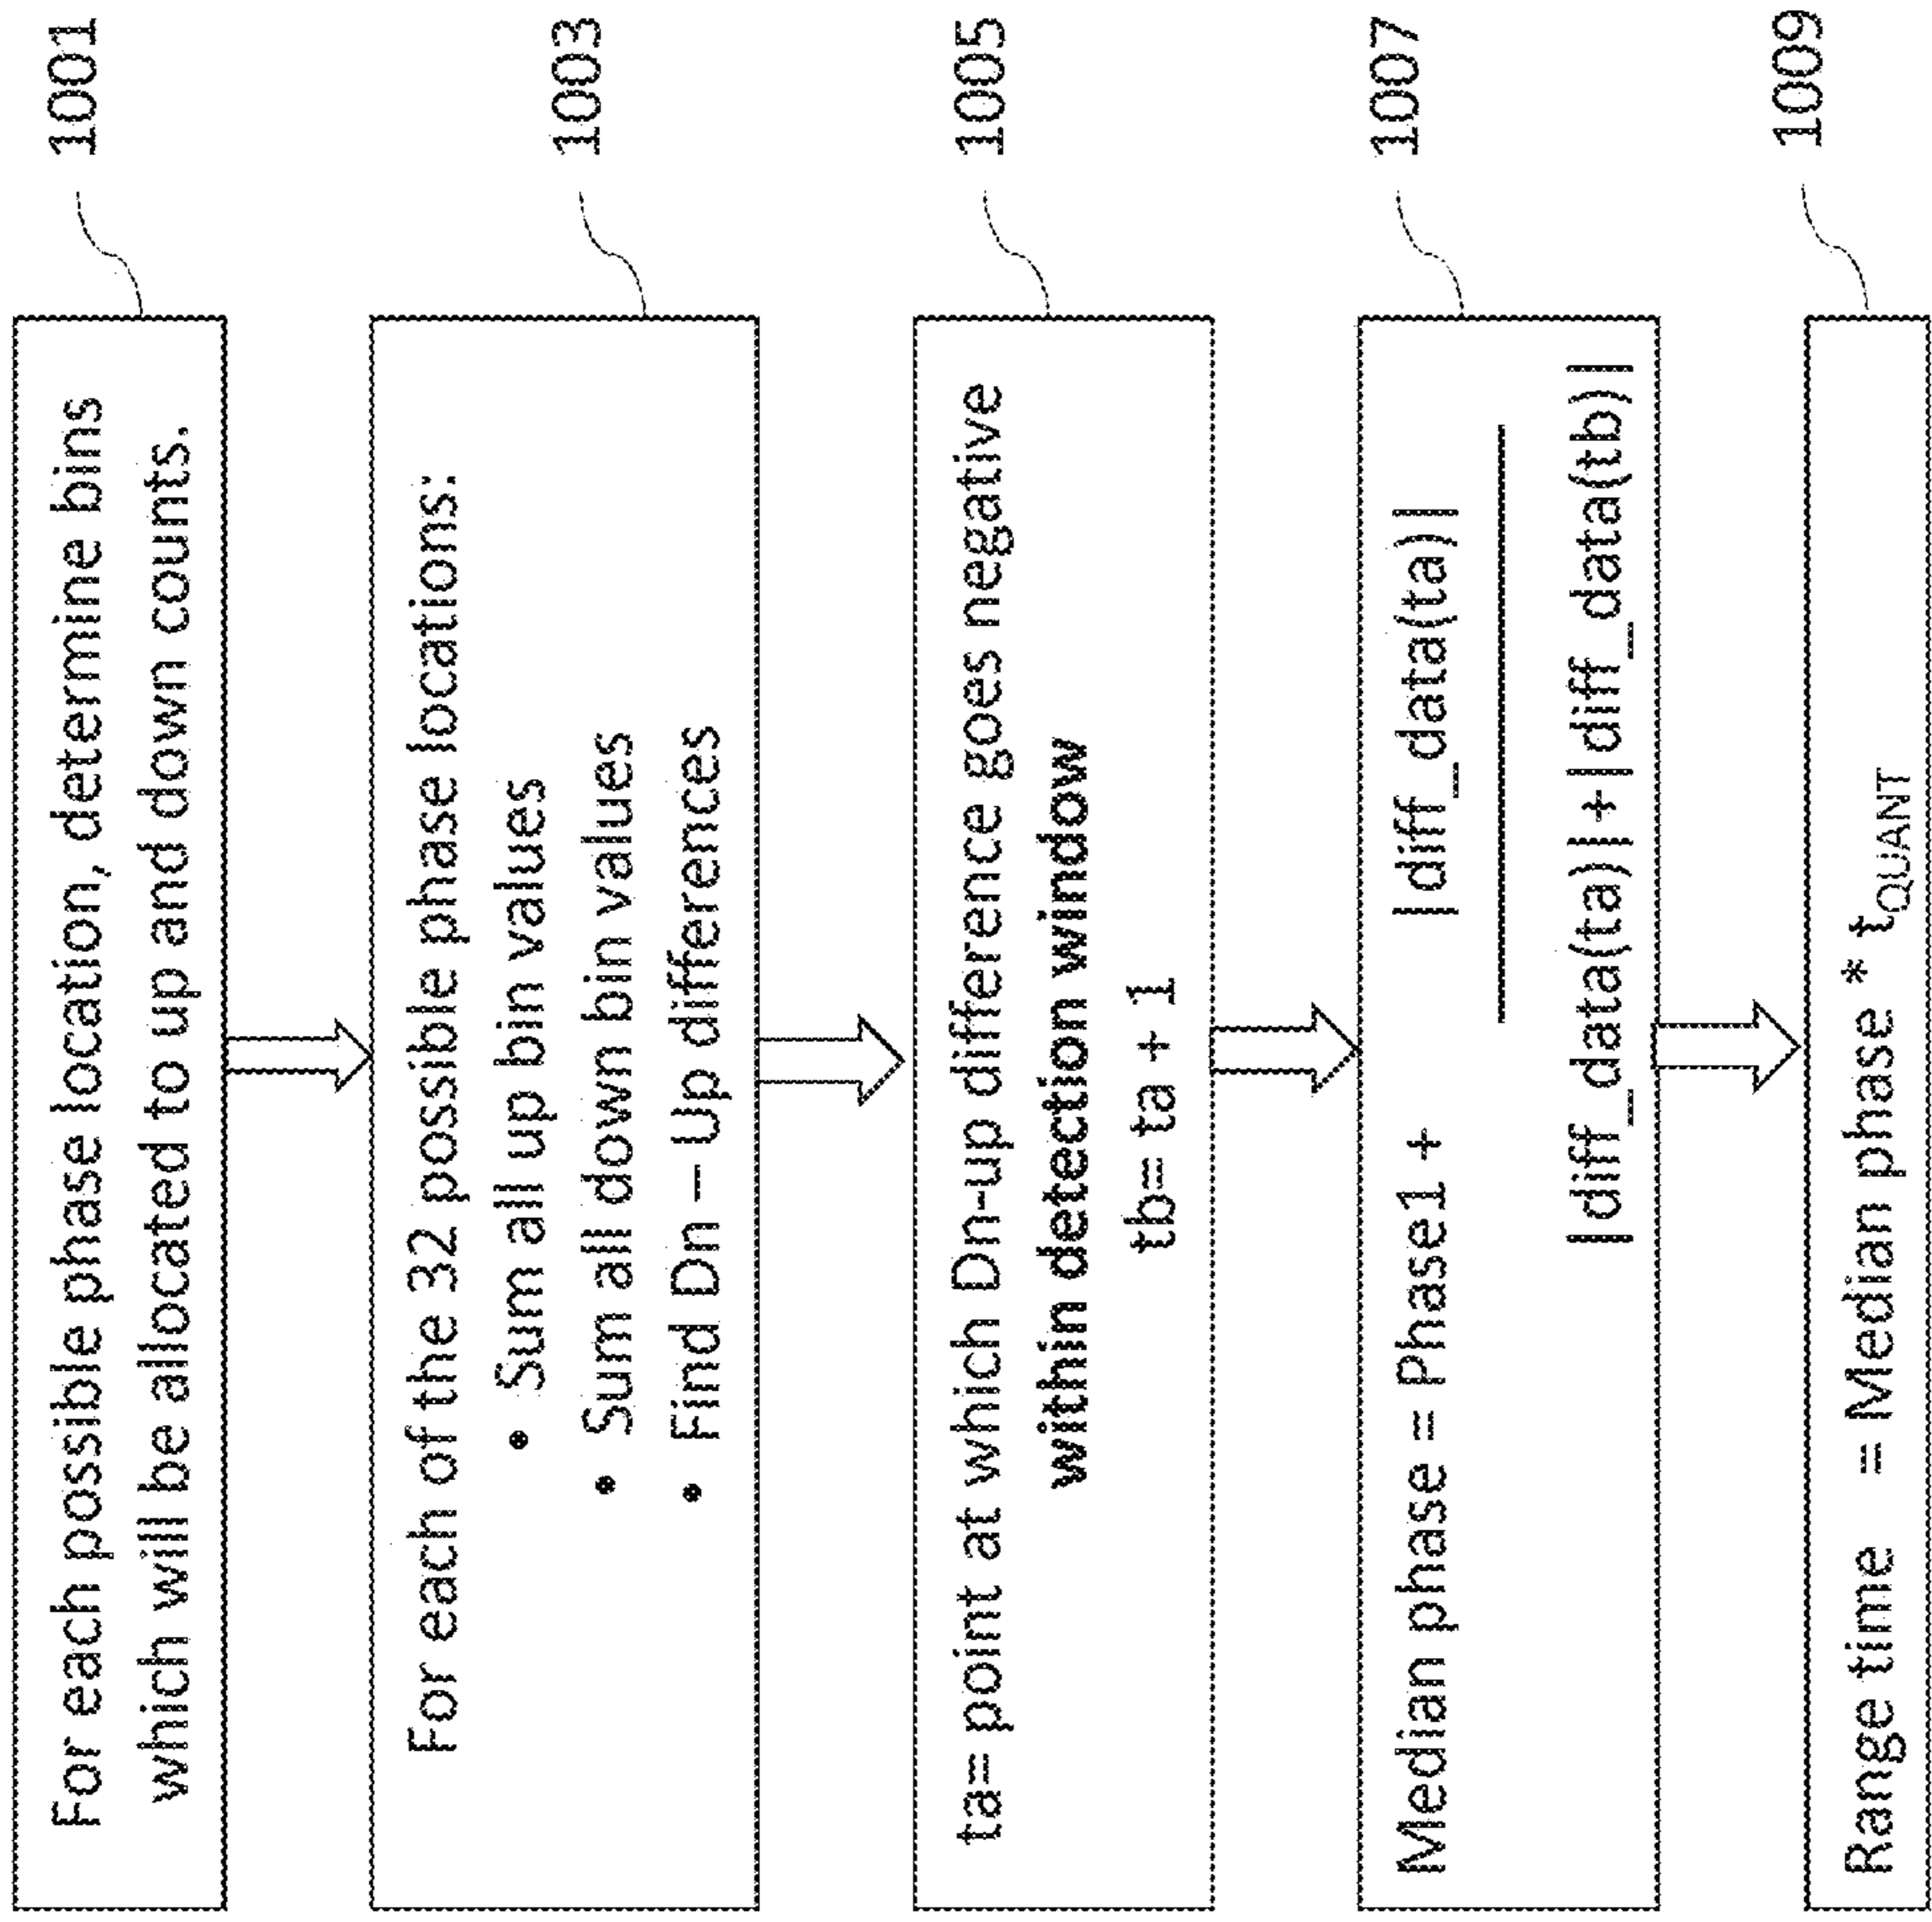 For each possible phase location, determine bins
which will be allocated to up and down counts.
1001
For each of the 32 possible phase locations:
• Sum all up bin values
• Sum all down bin values
• Find Dn – Up differences
1003
ta= point at which Dn-up difference goes negative
within detection window
tb= ta + 1
1005
|diff_data(ta)|
Median phase = Phase1 +
|diff_data(ta)|+|diff_data(tb)|
1007
Range time = Median phase * tQUANT
1009